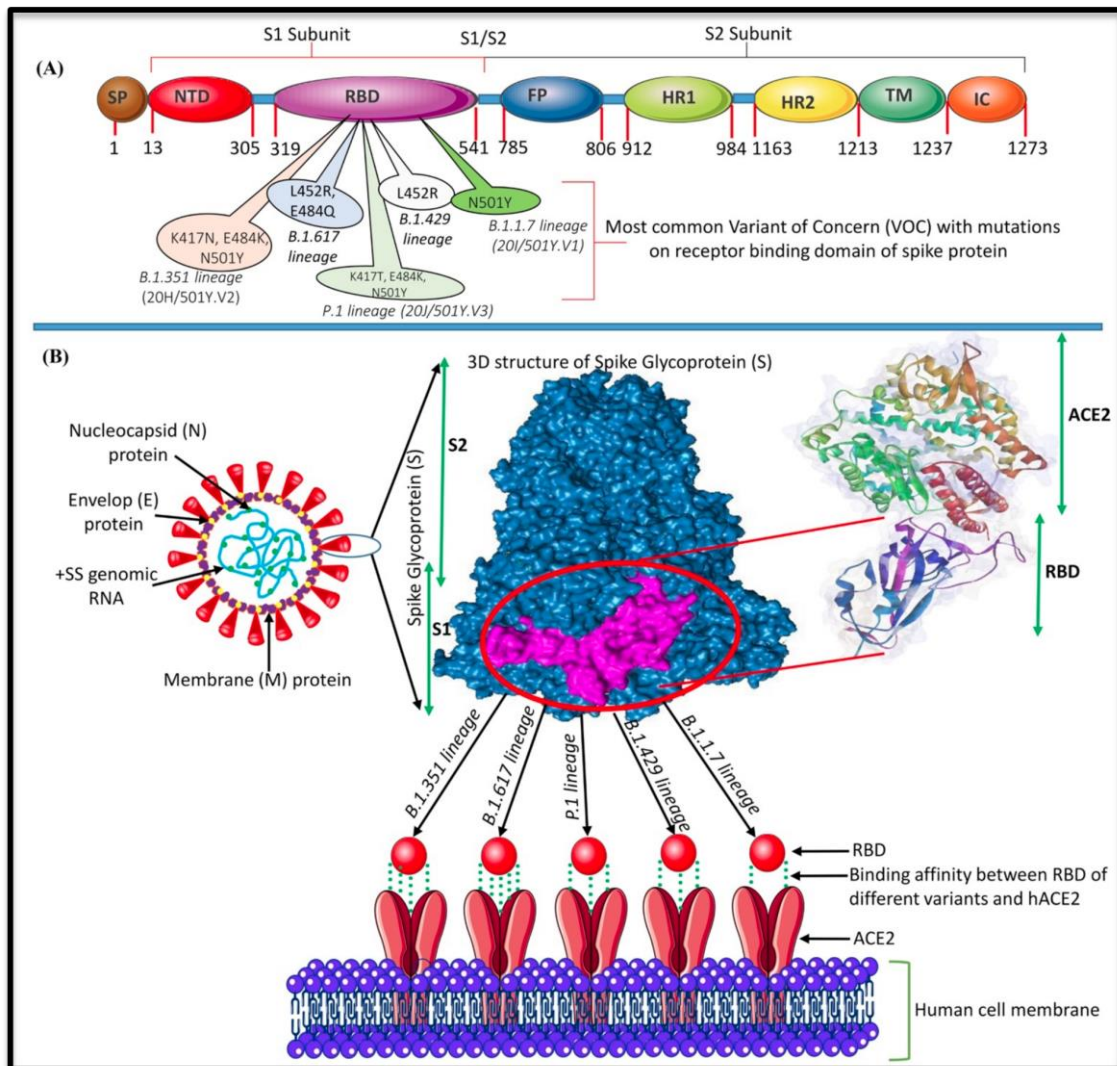 S1 Subunit
S1/S2
S2 Subunit
(A)
SP
NTD
RBD
FP
HR1
HR2
TM
IC
1
13
305
319
541
785
806
912
984
1163
1213
1237
1273
K417N, E484K,
N501Y
B.1.351 lineage
(20H/501Y.V2)
L452R,
E484Q
B.1.617
lineage
K417T, E484K,
N501Y
P.1 lineage (20J/501Y.V3)
L452R
B.1.429
lineage
N501Y
B.1.1.7 lineage
(20I/501Y.V1)
Most common Variant of Concern (VOC) with mutations
on receptor binding domain of spike protein
(B)
3D structure of Spike Glycoprotein (S)
Nucleocapsid (N)
protein
Envelop (E)
protein
+SS genomic
RNA
Membrane (M) protein
Spike Glycoprotein (S)
S2
S1
ACE2
RBD
B.1.351 lineage
B.1.617 lineage
P.1 lineage
B.1.429 lineage
B.1.1.7 lineage
RBD
Binding affinity between RBD of
different variants and hACE2
ACE2
Human cell membrane